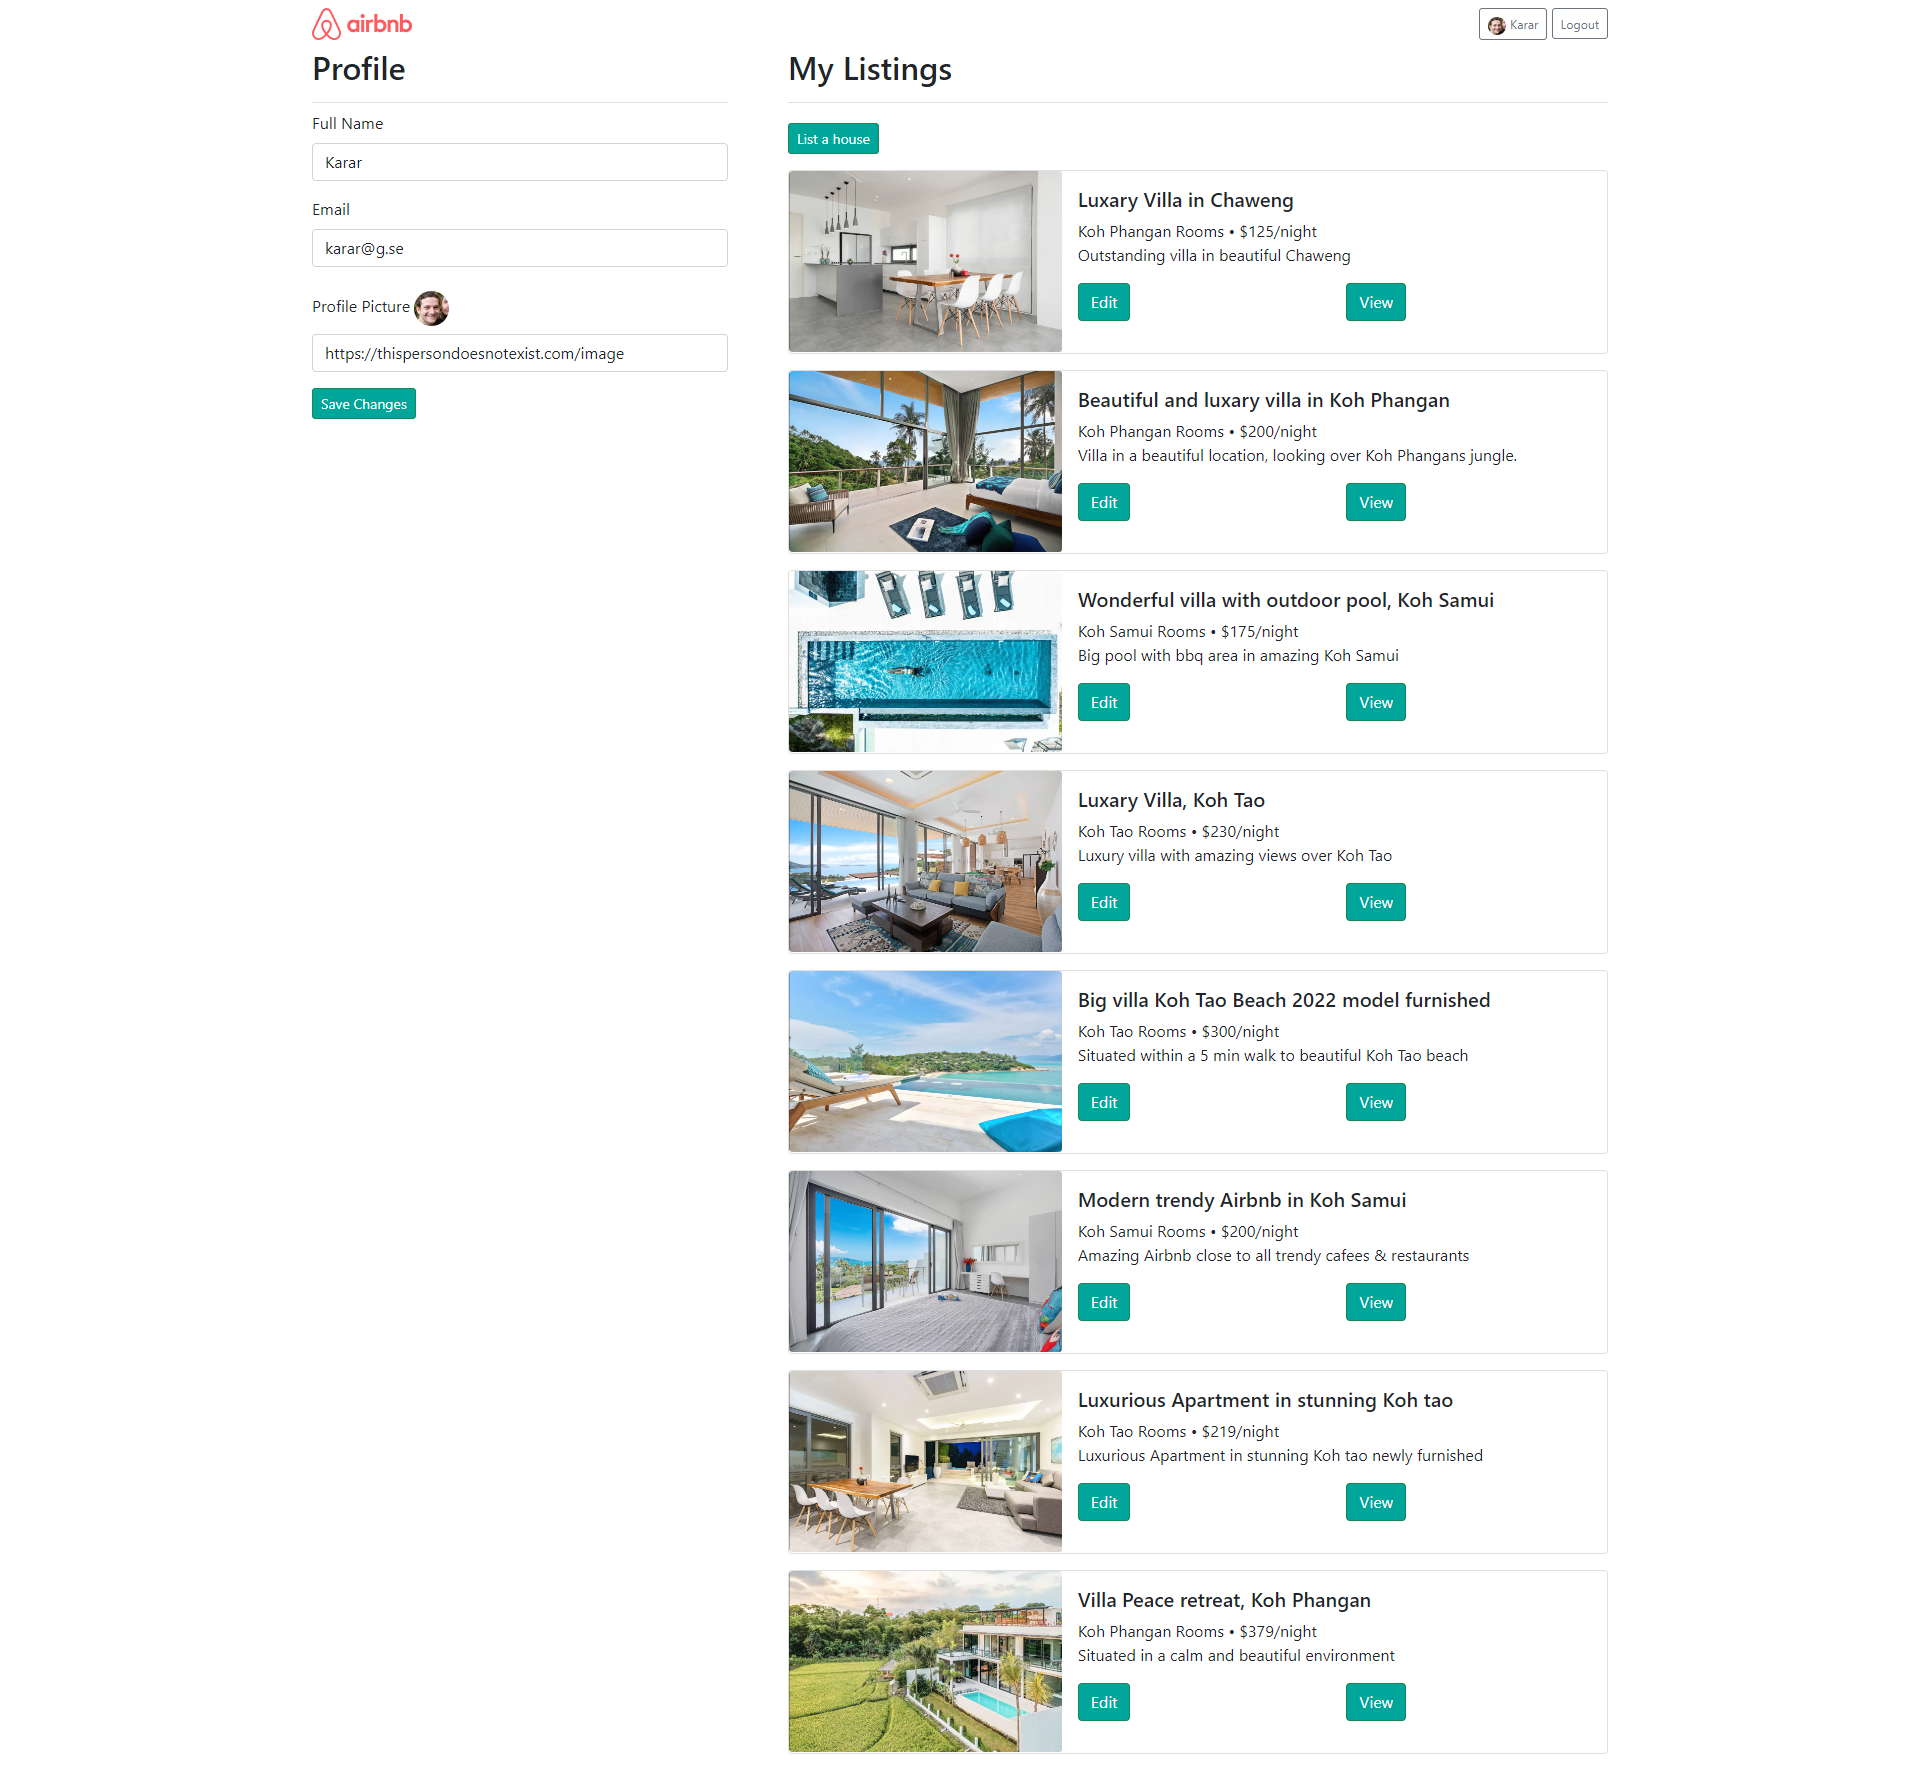 airbnb
Karar
Logout
Profile
Full Name
Karar
Email
karar@g.se
Profile Picture
https://thispersondoesnotexist.com/image
Save Changes
My Listings
List a house
Luxary Villa in Chaweng
Koh Phangan Rooms • $125/night
Outstanding villa in beautiful Chaweng
Edit
View
Beautiful and luxary villa in Koh Phangan
Koh Phangan Rooms • $200/night
Villa in a beautiful location, looking over Koh Phangans jungle.
Edit
View
Wonderful villa with outdoor pool, Koh Samui
Koh Samui Rooms • $175/night
Big pool with bbq area in amazing Koh Samui
Edit
View
Luxary Villa, Koh Tao
Koh Tao Rooms • $230/night
Luxury villa with amazing views over Koh Tao
Edit
View
Big villa Koh Tao Beach 2022 model furnished
Koh Tao Rooms • $300/night
Situated within a 5 min walk to beautiful Koh Tao beach
Edit
View
Modern trendy Airbnb in Koh Samui
Koh Samui Rooms • $200/night
Amazing Airbnb close to all trendy cafees & restaurants
Edit
View
Luxurious Apartment in stunning Koh tao
Koh Tao Rooms • $219/night
Luxurious Apartment in stunning Koh tao newly furnished
Edit
View
Villa Peace retreat, Koh Phangan
Koh Phangan Rooms • $379/night
Situated in a calm and beautiful environment
Edit
View